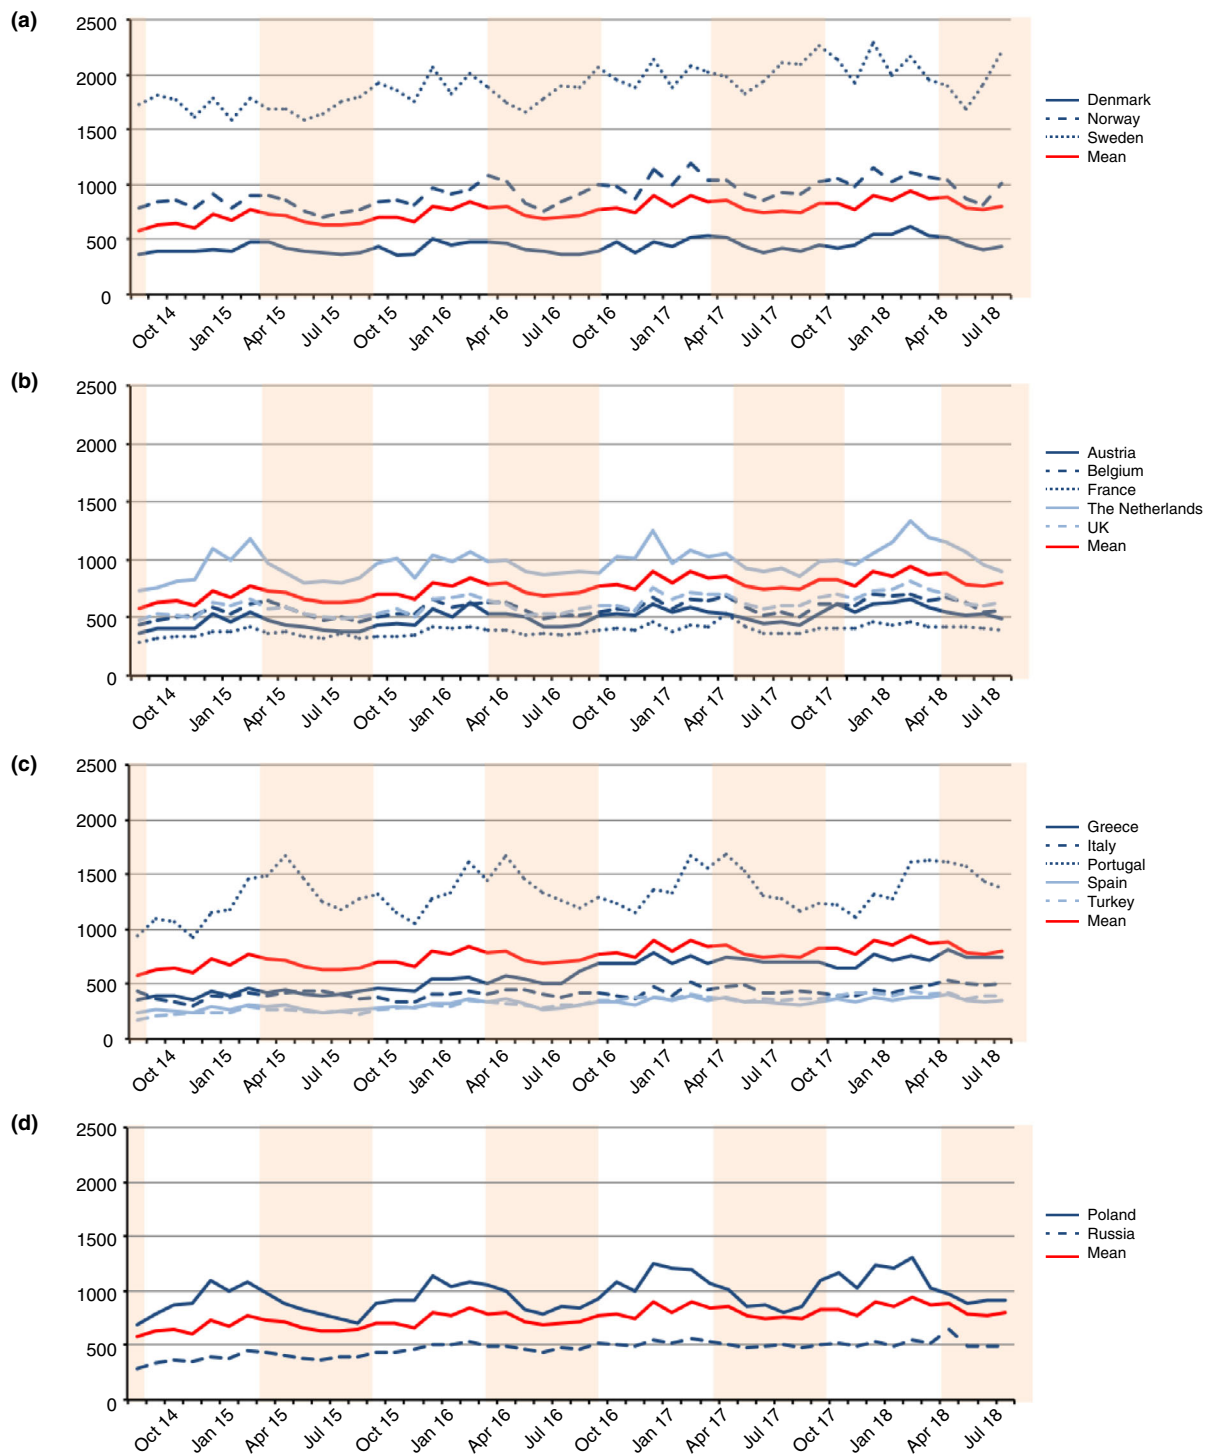 (a)
2500
2000
1500
1000
500
0
Oct 14 Jan 15 Apr 15 Jul 15 Oct 15 Jan 16 Apr 16 Jul 16 Oct 16 Jan 17 Apr 17 Jul 17 Oct 17 Jan 18 Apr 18 Jul 18
Denmark
Norway
Sweden
Mean
(b)
2500
2000
1500
1000
500
0
Oct 14 Jan 15 Apr 15 Jul 15 Oct 15 Jan 16 Apr 16 Jul 16 Oct 16 Jan 17 Apr 17 Jul 17 Oct 17 Jan 18 Apr 18 Jul 18
Austria
Belgium
France
The Netherlands
UK
Mean
(c)
2500
2000
1500
1000
500
0
Oct 14 Jan 15 Apr 15 Jul 15 Oct 15 Jan 16 Apr 16 Jul 16 Oct 16 Jan 17 Apr 17 Jul 17 Oct 17 Jan 18 Apr 18 Jul 18
Greece
Italy
Portugal
Spain
Turkey
Mean
(d)
2500
2000
1500
1000
500
0
Oct 14 Jan 15 Apr 15 Jul 15 Oct 15 Jan 16 Apr 16 Jul 16 Oct 16 Jan 17 Apr 17 Jul 17 Oct 17 Jan 18 Apr 18 Jul 18
Poland
Russia
Mean